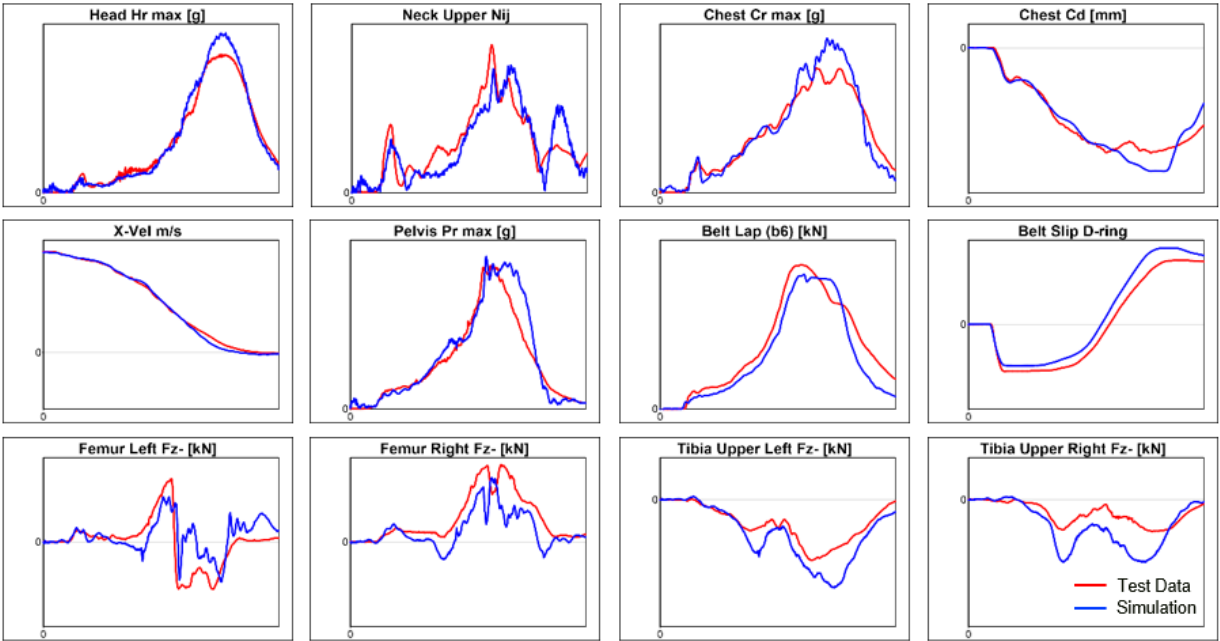 Head Hr max [g]
0
0
Neck Upper Nij
0
0
Chest Cr max [g]
0
0
Chest Cd [mm]
0
0
X-Vel m/s
0
0
Pelvis Pr max [g]
0
0
Belt Lap (b6) [kN]
0
0
Belt Slip D-ring
0
0
Femur Left Fz- [kN]
0
0
Femur Right Fz- [kN]
0
0
Tibia Upper Left Fz- [kN]
0
0
Tibia Upper Right Fz- [kN]
0
0
Test Data
Simulation